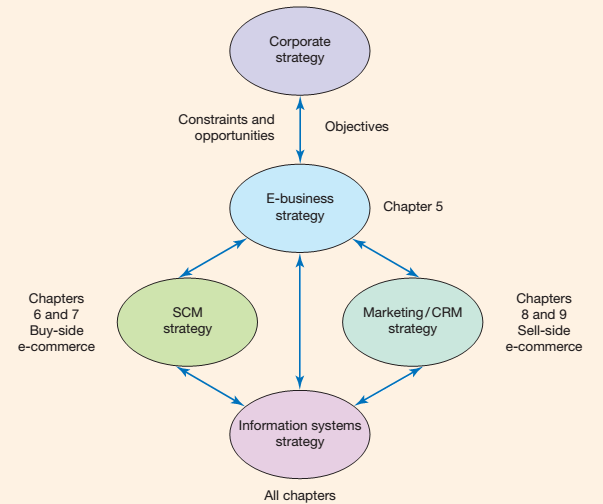 Corporate
strategy
Constraints and
opportunities
Objectives
E-business
strategy
Chapter 5
Chapters
6 and 7
Buy-side
e-commerce
SCM
strategy
Marketing/CRM
strategy
Chapters
8 and 9
Sell-side
e-commerce
Information systems
strategy
All chapters